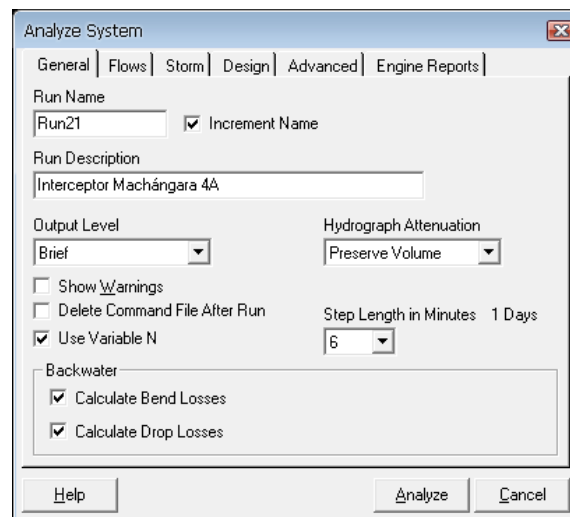 Analyze System
General Flows Storm Design Advanced Engine Reports
Run Name
Run21 Increment Name
Run Description
Interceptor Machángara 4A
Output Level Hydrograph Attenuation
Brief Preserve Volume
Show Warnings
Delete Command File After Run Step Length in Minutes 1 Days
Use Variable N 6
Backwater
Calculate Bend Losses
Calculate Drop Losses
Help Analyze Cancel